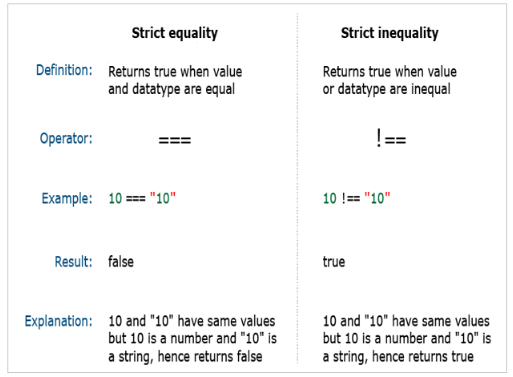 Strict equality Strict inequality
Definition: Returns true when value Returns true when value
and datatype are equal or datatype are inequal
Operator: === !==
Example: 10 === "10" 10 !== "10"
Result: false true
Explanation: 10 and "10" have same values 10 and "10" have same values
but 10 is a number and "10" is but 10 is a number and "10" is
a string, hence returns false a string, hence returns true